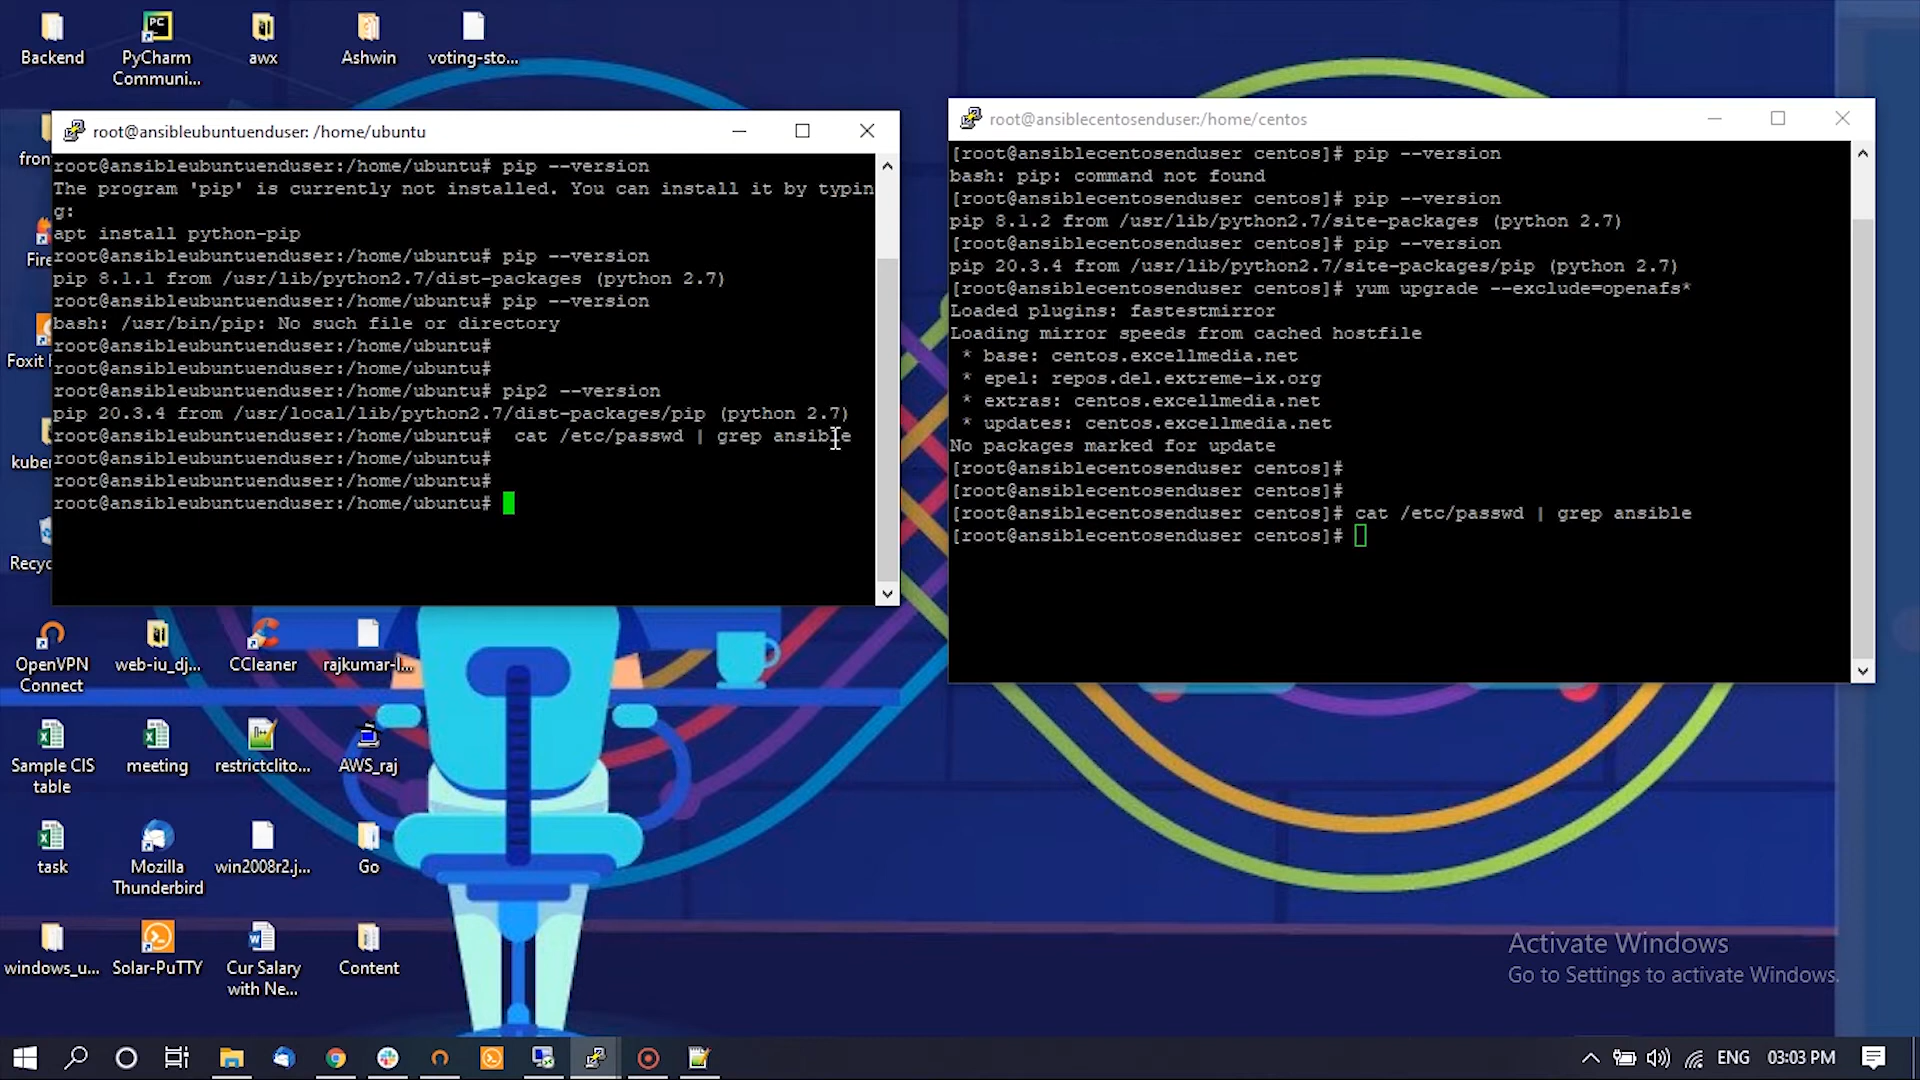 Backend
PyCharm
Communi...
awx
Ashwin
voting-sto...
root@ansibleubuntuenduser: /home/ubuntu
root@ansibleubuntuenduser:/home/ubuntu# pip --version
The program 'pip' is currently not installed. You can install it by typin
g:
apt install python-pip
root@ansibleubuntuenduser:/home/ubuntu# pip --version
pip 8.1.1 from /usr/lib/python2.7/dist-packages (python 2.7)
root@ansibleubuntuenduser:/home/ubuntu# pip --version
bash: /usr/bin/pip: No such file or directory
root@ansibleubuntuenduser:/home/ubuntu#
root@ansibleubuntuenduser:/home/ubuntu#
root@ansibleubuntuenduser:/home/ubuntu# pip2 --version
pip 20.3.4 from /usr/local/lib/python2.7/dist-packages/pip (python 2.7)
root@ansibleubuntuenduser:/home/ubuntu#  cat /etc/passwd | grep ansible
root@ansibleubuntuenduser:/home/ubuntu#
root@ansibleubuntuenduser:/home/ubuntu#
root@ansibleubuntuenduser:/home/ubuntu#
root@ansiblecentosenduser:/home/centos
[root@ansiblecentosenduser centos]# pip --version
bash: pip: command not found
[root@ansiblecentosenduser centos]# pip --version
pip 8.1.2 from /usr/lib/python2.7/site-packages (python 2.7)
[root@ansiblecentosenduser centos]# pip --version
pip 20.3.4 from /usr/lib/python2.7/site-packages/pip (python 2.7)
[root@ansiblecentosenduser centos]# yum upgrade --exclude=openafs*
Loaded plugins: fastestmirror
Loading mirror speeds from cached hostfile
* base: centos.excellmedia.net
* epel: repos.del.extreme-ix.org
* extras: centos.excellmedia.net
* updates: centos.excellmedia.net
No packages marked for update
[root@ansiblecentosenduser centos]#
[root@ansiblecentosenduser centos]#
[root@ansiblecentosenduser centos]# cat /etc/passwd | grep ansible
[root@ansiblecentosenduser centos]#
fron
Fire
Foxit
kuber
Recyc
OpenVPN
Connect
web-iu_dj...
CCleaner
rajkumar-l...
Sample CIS
table
meeting
restrictclito...
AWS_raj
task
Mozilla
Thunderbird
win2008r2.j...
Go
windows_u...
Solar-PuTTY
Cur Salary
with Ne...
Content
Activate Windows
Go to Settings to activate Windows.
ENG
03:03 PM